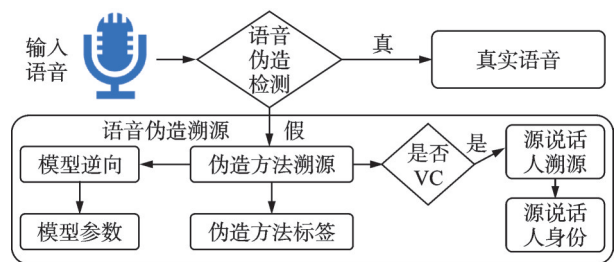 输入
语音
语音
伪造
检测
真
真实语音
语音伪造溯源
假
模型逆向
伪造方法溯源
是否
VC
是
源说话
人溯源
模型参数
伪造方法标签
源说话
人身份